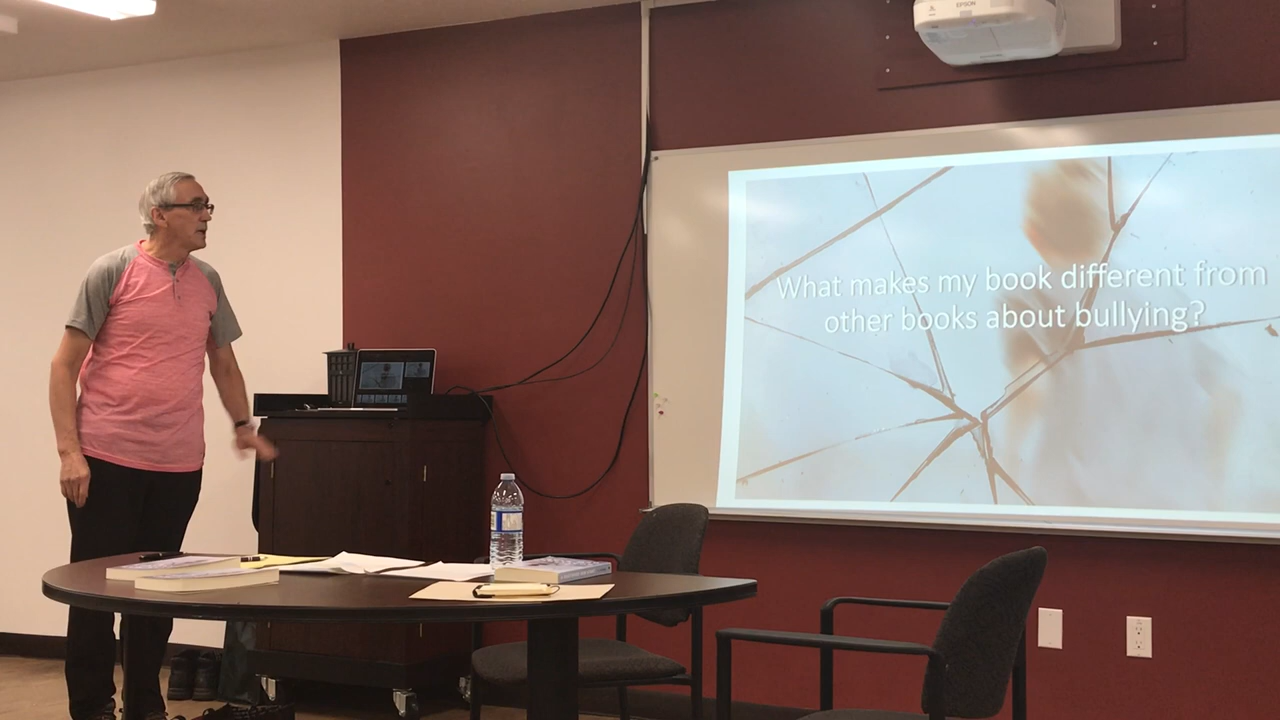 EPSON
What makes my book different from
other books about bullying?